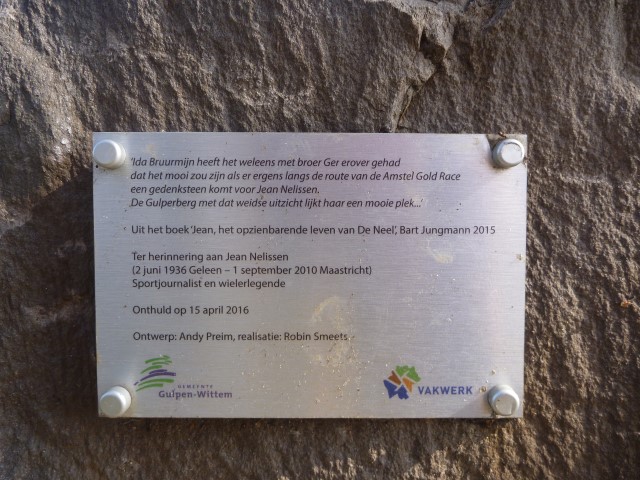 'Ida Bruurmijn heeft het weleens met broer Ger erover gehad
dat het mooi zou zijn als er ergens langs de route van de Amstel Gold Race
een gedenksteen komt voor Jean Nelissen.
De Gulperberg met dat weidse uitzicht lijkt haar een mooie plek...'
Uit het boek 'Jean, het opzienbarende leven van De Neel', Bart Jungmann 2015
Ter herinnering aan Jean Nelissen
(2 juni 1936 Geleen – 1 september 2010 Maastricht)
Sportjournalist en wielerlegende
Onthuld op 15 april 2016
Ontwerp: Andy Preim, realisatie: Robin Smeets
GEMEENTE
Gulpen-Wittem
VAKWERK